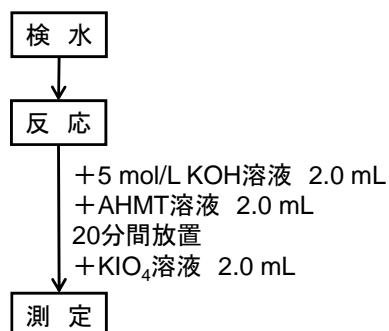 検 水
反 応
＋5 mol/L KOH溶液 2.0 mL
＋AHMT溶液 2.0 mL
20分間放置
＋KIO₄溶液 2.0 mL
測 定